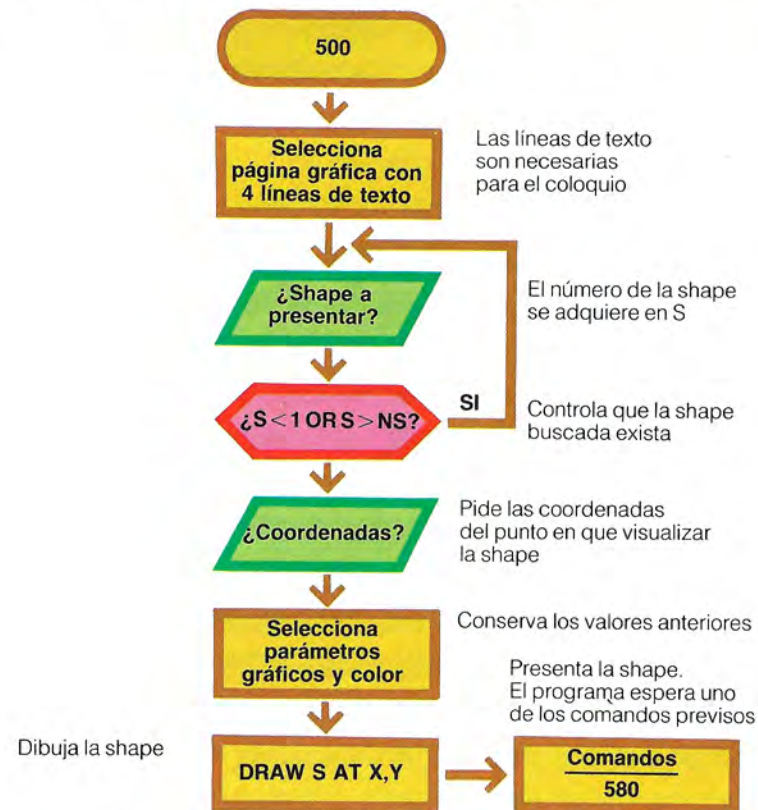 500
Selecciona
página gráfica con
4 líneas de texto
Las líneas de texto
son necesarias
para el coloquio
¿Shape a
presentar?
El número de la shape
se adquiere en S
¿S<1 OR S>NS?
SI
Controla que la shape
buscada exista
¿Coordenadas?
Pide las coordenadas
del punto en que visualizar
la shape
Selecciona
parámetros
gráficos y color
Conserva los valores anteriores
Presenta la shape.
El programa espera uno
de los comandos previsos
Dibuja la shape
DRAW S AT X,Y
Comandos
580